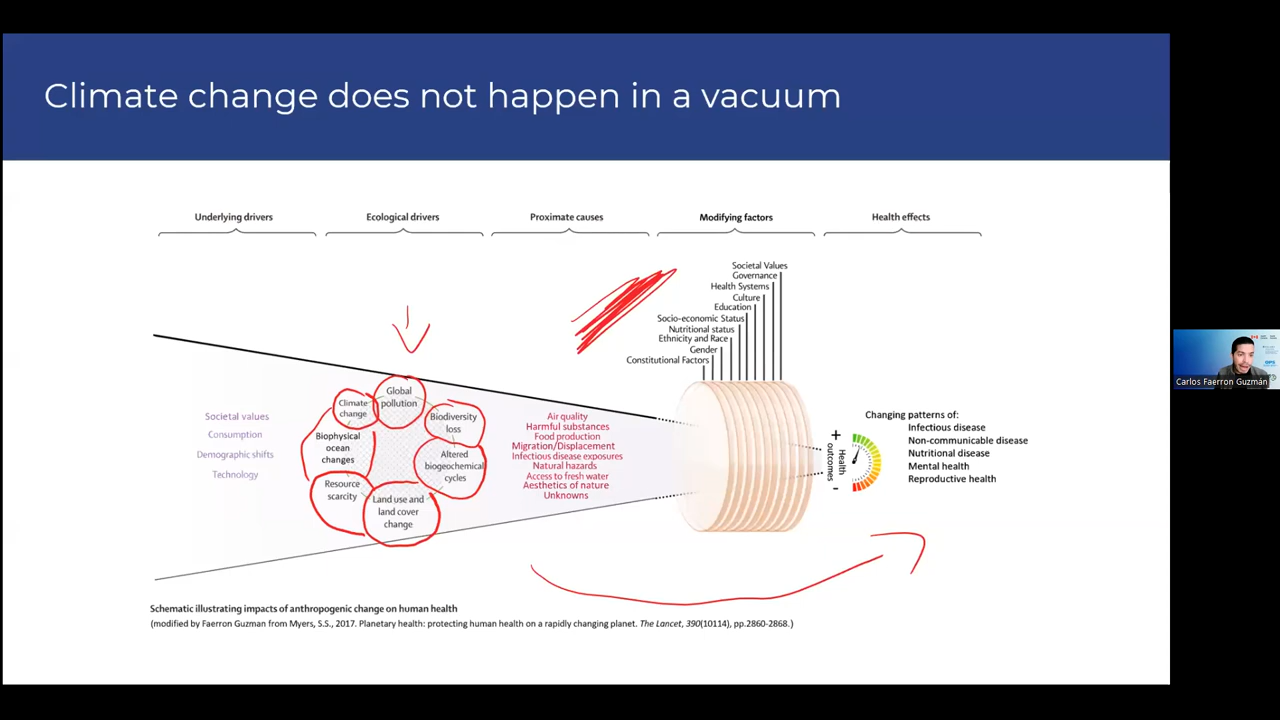 Climate change does not happen in a vacuum
Underlying drivers
Ecological drivers
Proximate causes
Modifying factors
Health effects
Societal values
Consumption
Demographic shifts
Technology
Global
pollution
Climate
change
Biodiversity
loss
Biophysical
ocean
changes
Altered
biogeochemical
cycles
Resource
scarcity
Land use and
land cover
change
Air quality
Harmful substances
Food production
Migration/Displacement
Infectious disease exposures
Natural hazards
Access to fresh water
Aesthetics of nature
Unknowns
Societal Values
Governance
Health Systems
Culture
Education
Socio-economic Status
Nutritional status
Ethnicity and Race
Gender
Constitutional Factors
+
Health
outcomes
-
Changing patterns of:
Infectious disease
Non-communicable disease
Nutritional disease
Mental health
Reproductive health
Schematic illustrating impacts of anthropogenic change on human health
(modified by Faerron Guzman from Myers, S.S., 2017. Planetary health: protecting human health on a rapidly changing planet. The Lancet, 390(10114), pp.2860-2868.)
Carlos Faerron Guzmán